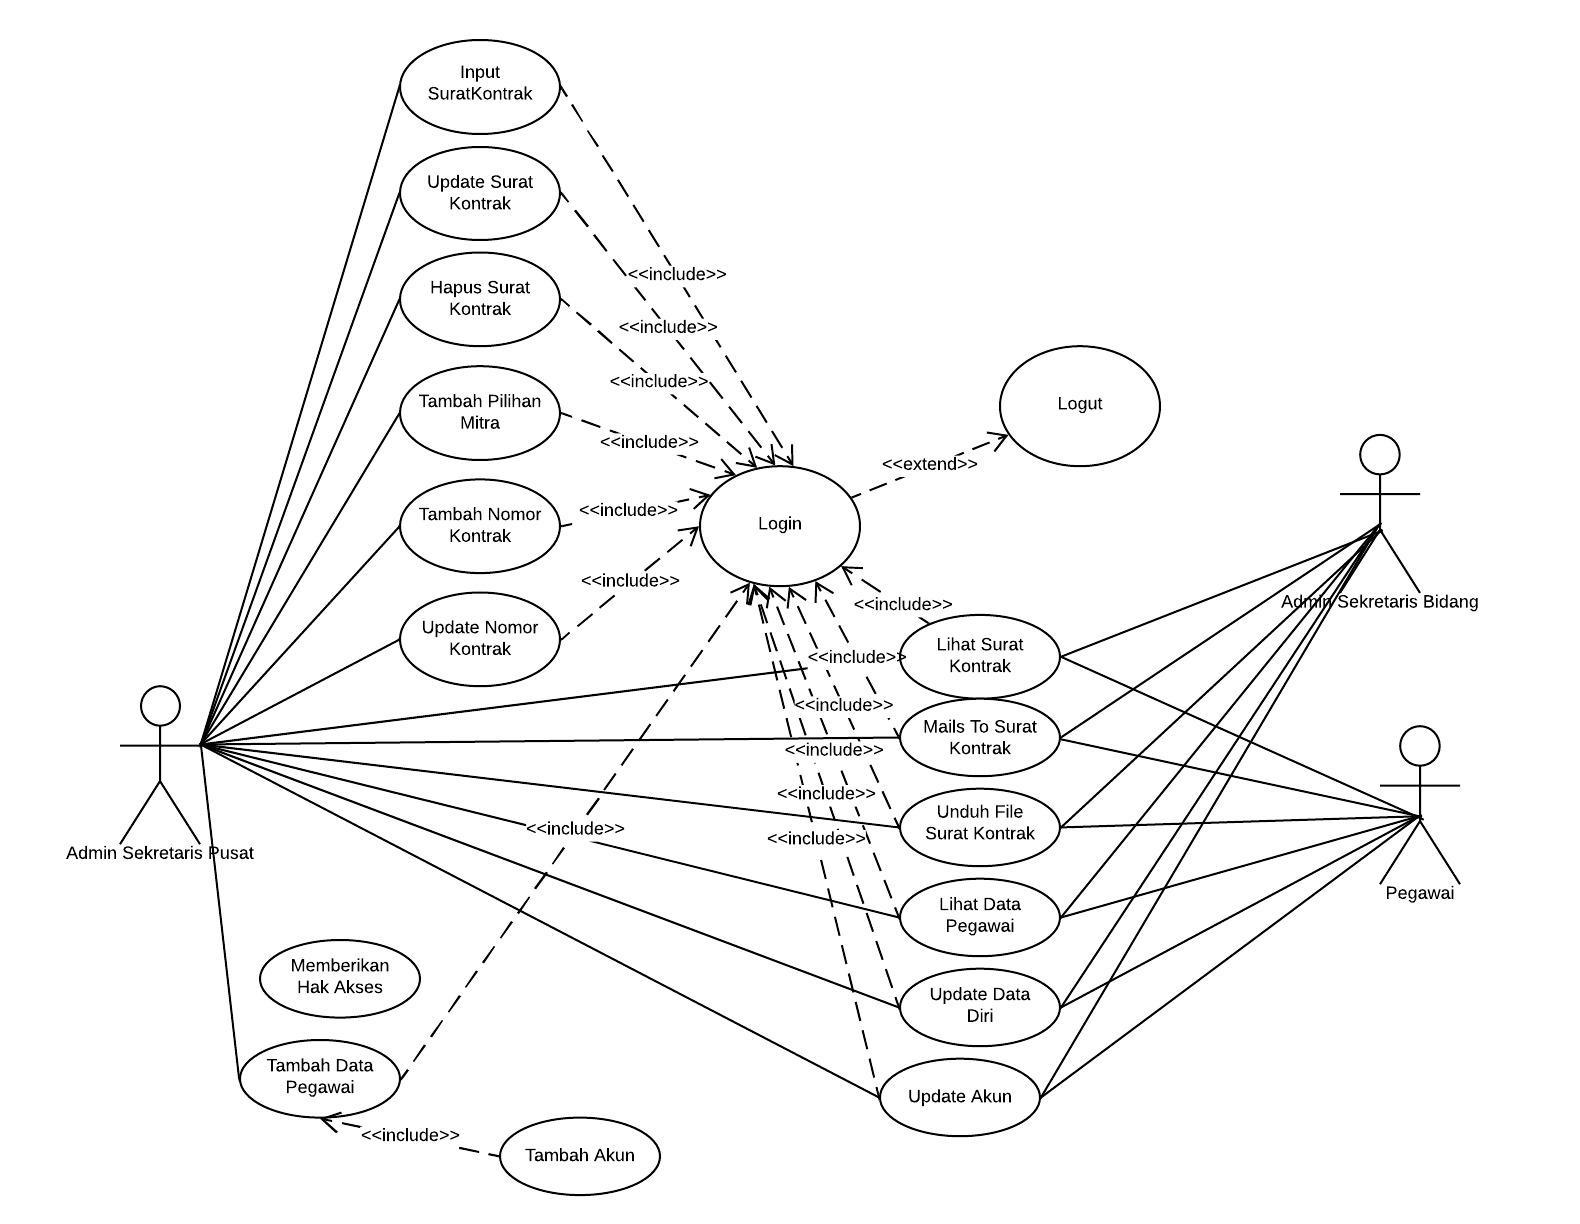 Input
SuratKontrak
Update Surat
Kontrak
<<include>>
Hapus Surat
Kontrak
<<include>>
<<include>>
Tambah Pilihan
Mitra
Logut
<<include>>
<<extend>>
Tambah Nomor
Kontrak
<<include>>
Login
<<include>>
Admin Sekretaris Bidang
<<include>>
Update Nomor
Kontrak
Lihat Surat
Kontrak
<<include>>
<<include>>
Mails To Surat
Kontrak
<<include>>
<<include>>
Unduh File
Surat Kontrak
<<include>>
<<include>>
Admin Sekretaris Pusat
Pegawai
Lihat Data
Pegawai
Memberikan
Hak Akses
Update Data
Diri
Tambah Data
Pegawai
Update Akun
<<include>>
Tambah Akun